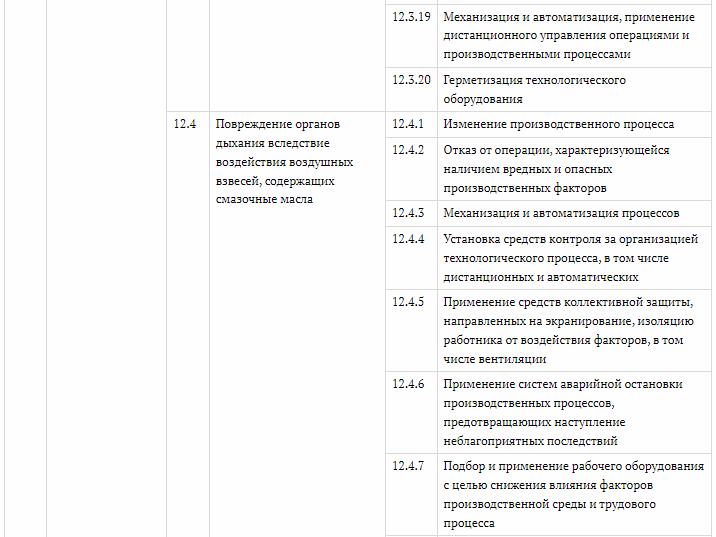 12.3.19 Механизация и автоматизация, применение
дистанционного управления операциями и
производственными процессами
12.3.20 Герметизация технологического
оборудования
12.4 Повреждение органов
дыхания вследствие
воздействия воздушных
взвесей, содержащих
смазочные масла
12.4.1 Изменение производственного процесса
12.4.2 Отказ от операции, характеризующейся
наличием вредных и опасных
производственных факторов
12.4.3 Механизация и автоматизация процессов
12.4.4 Установка средств контроля за организацией
технологического процесса, в том числе
дистанционных и автоматических
12.4.5 Применение средств коллективной защиты,
направленных на экранирование, изоляцию
работника от воздействия факторов, в том
числе вентиляции
12.4.6 Применение систем аварийной остановки
производственных процессов,
предотвращающих наступление
неблагоприятных последствий
12.4.7 Подбор и применение рабочего оборудования
с целью снижения влияния факторов
производственной среды и трудового
процесса